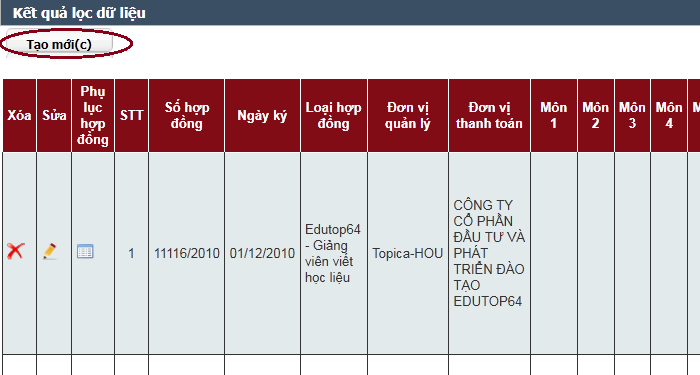 Kết quả lọc dữ liệu
Tạo mới(c)
Xóa
Sửa
Phụ
lục
hợp
đồng
STT
Số hợp
đồng
Ngày ký
Loại hợp
đồng
Đơn vị
quản lý
Đơn vị
thanh toán
Môn
1
Môn
2
Môn
3
Môn
4
1
11116/2010
01/12/2010
Edutop64
- Giảng
viên viết
học liệu
Topica-HOU
CÔNG TY
CỔ PHẦN
ĐẦU TƯ VÀ
PHÁT
TRIỂN ĐÀO
TẠO
EDUTOP64